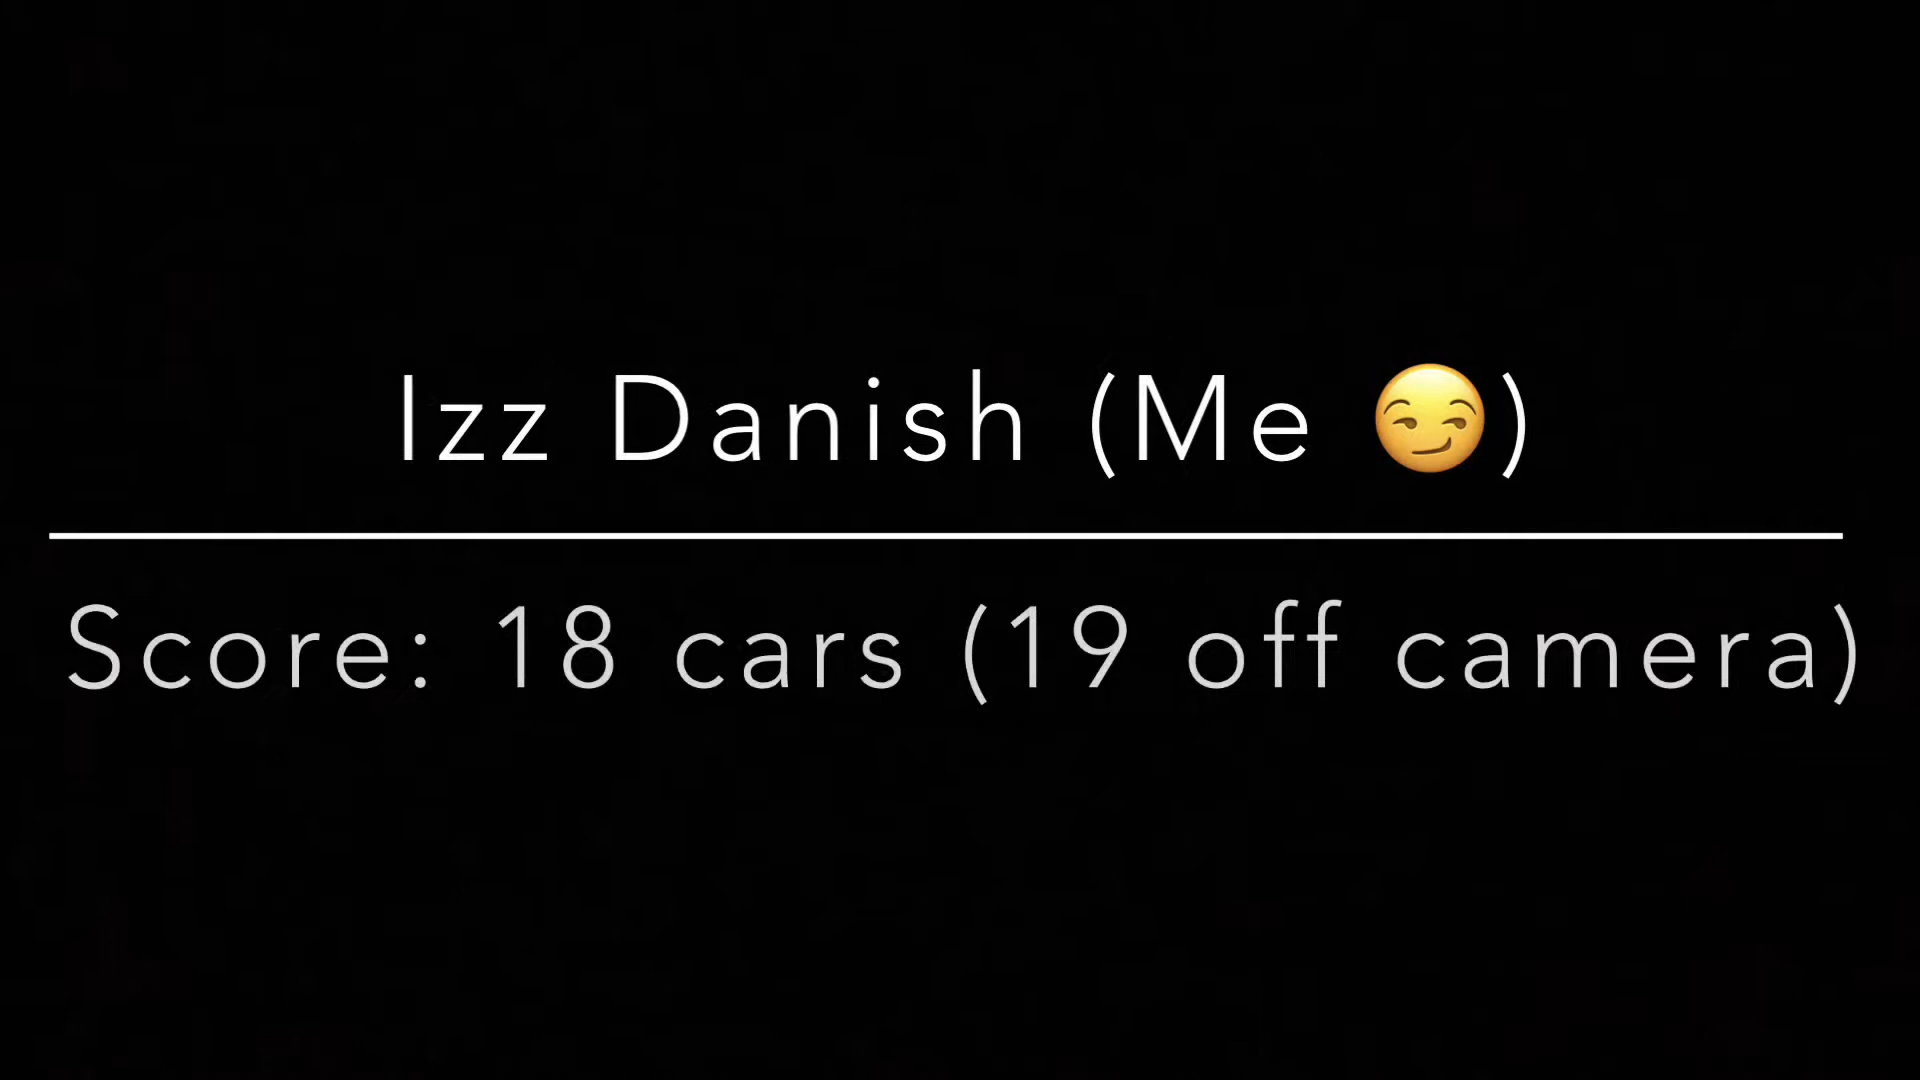 Izz Danish (Me 😏)
Score: 18 cars (19 off camera)